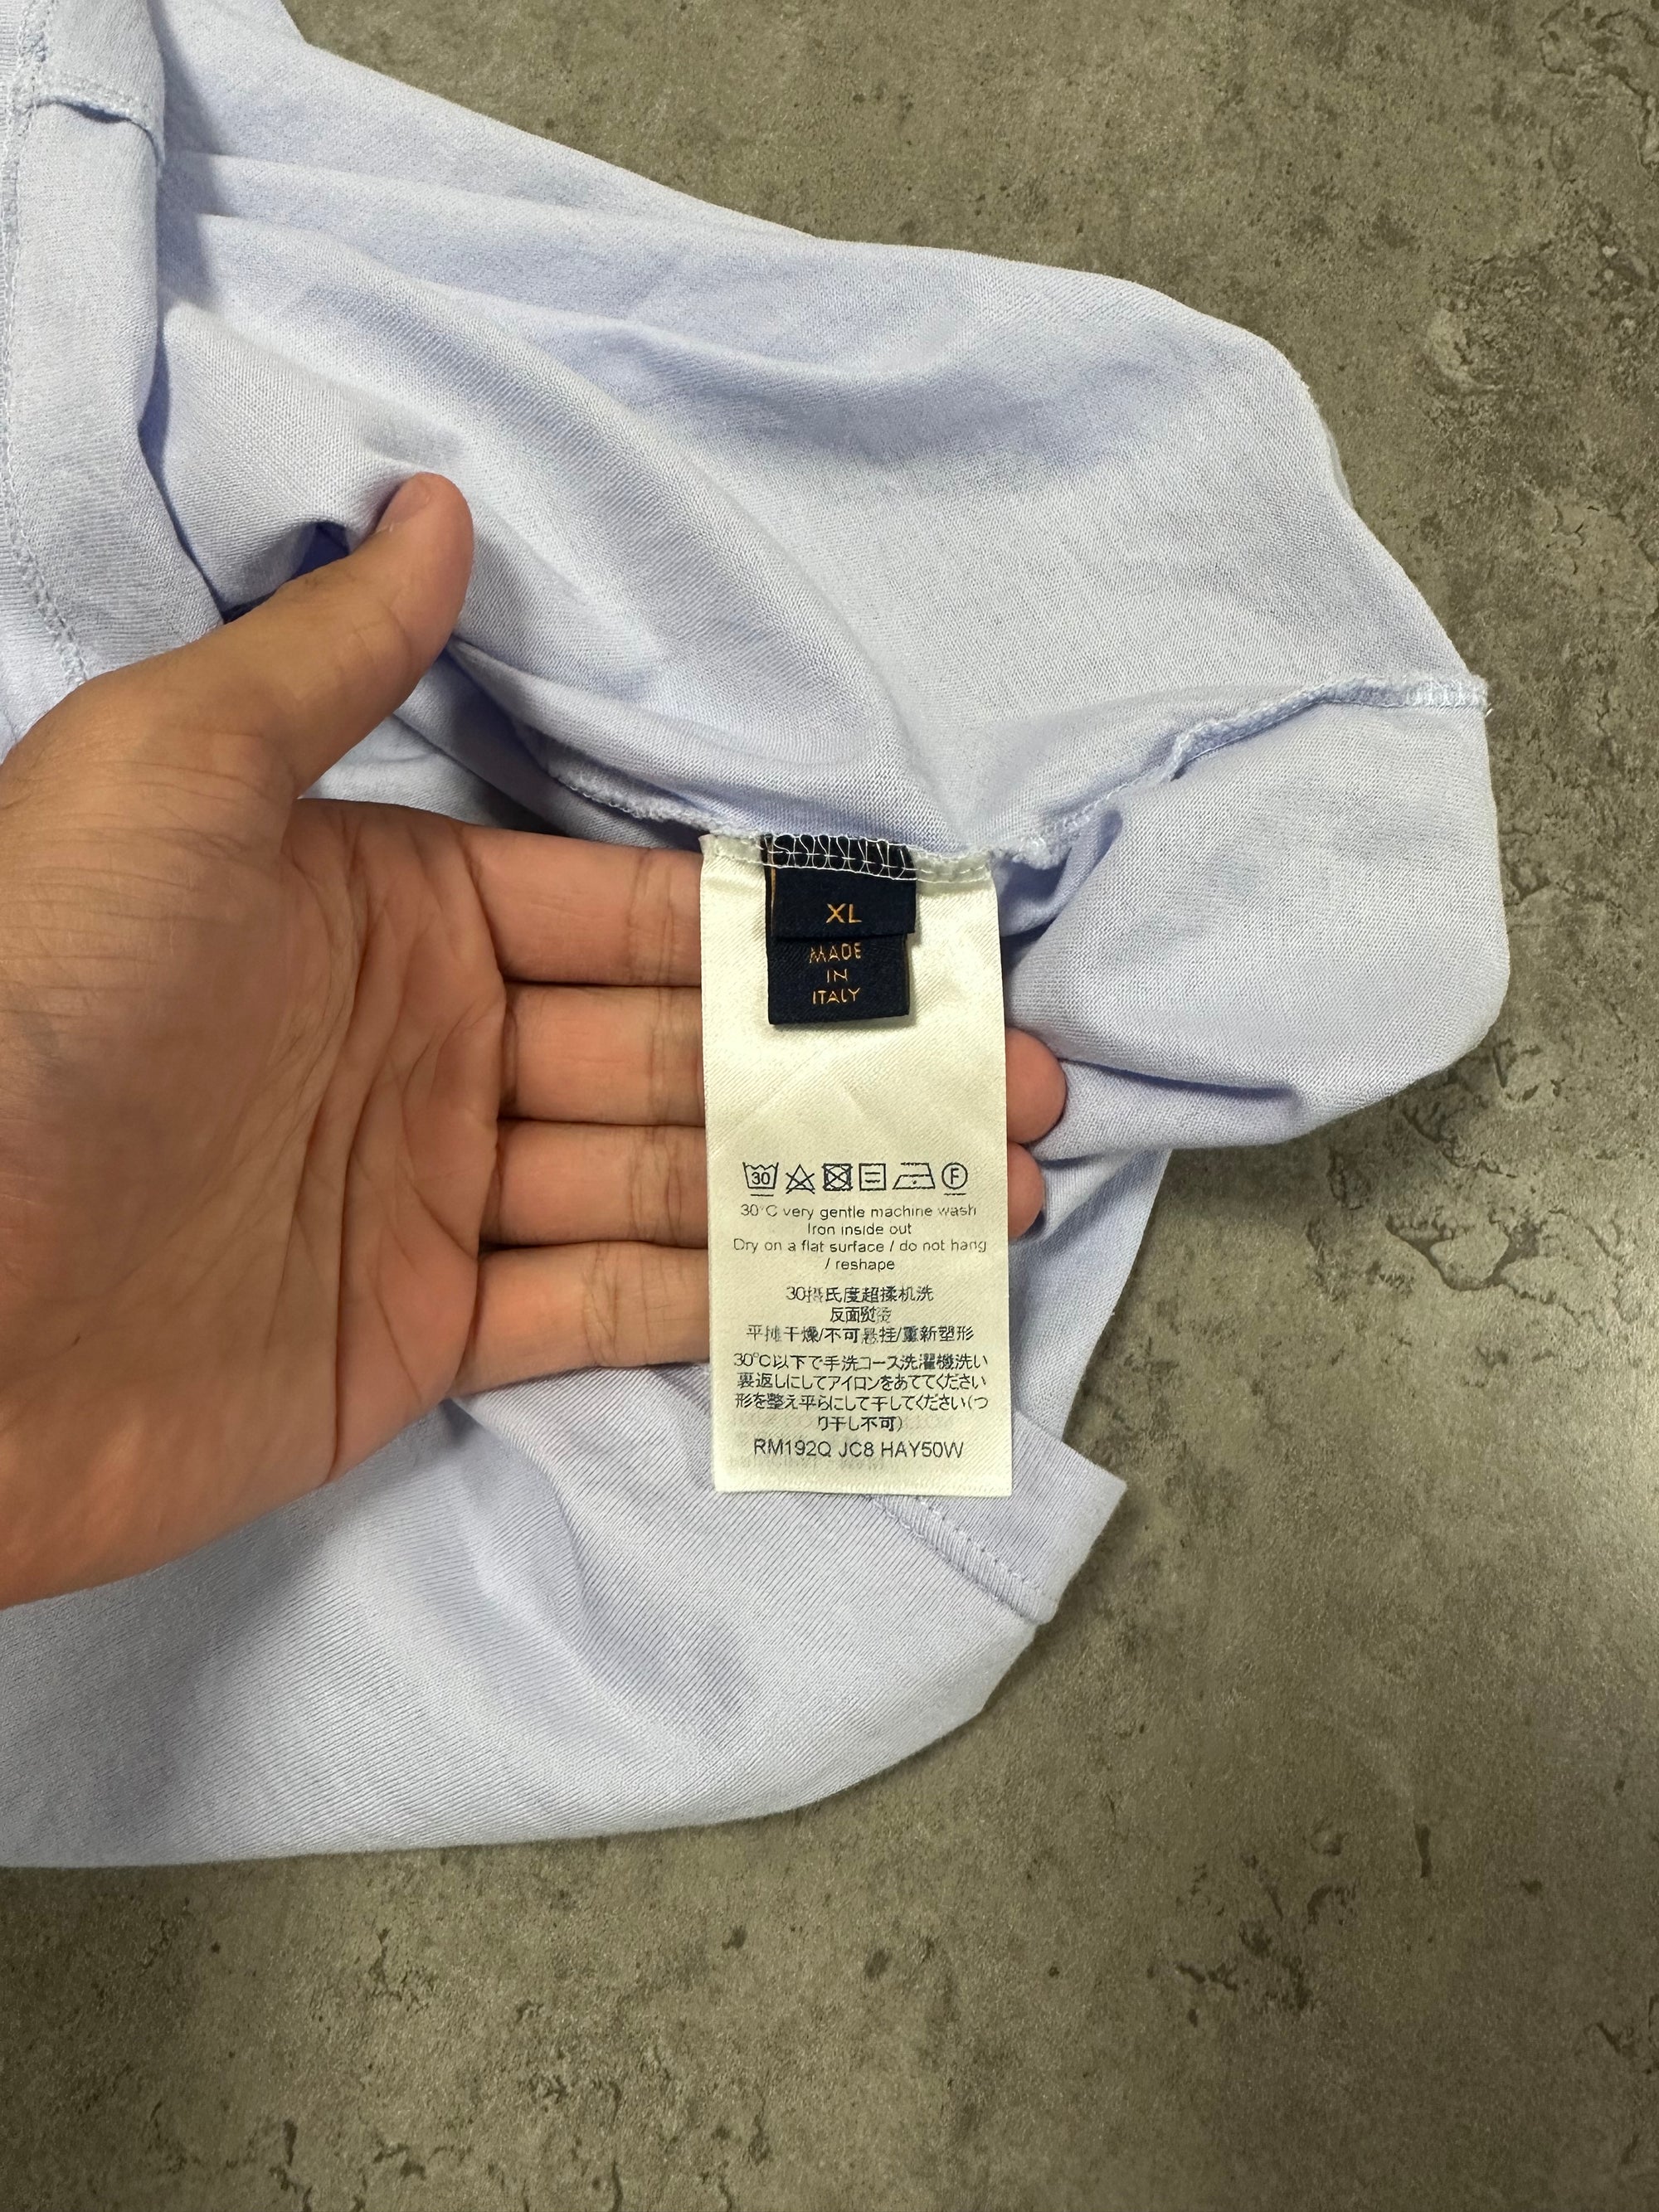 XL
MADE
IN
ITALY
30
F
30°C very gentle machine wash
Iron inside out
Dry on a flat surface / do not hang
/ reshape
30摄氏度超揉机洗
反面熨烫
平摊干燥/不可悬挂/重新塑形
30°C以下で手洗コース洗濯機洗い
裏返しにしてアイロンをあててください
形を整え平らにして干してください(つ
り干し不可)
RM192Q JC8 HAY50W